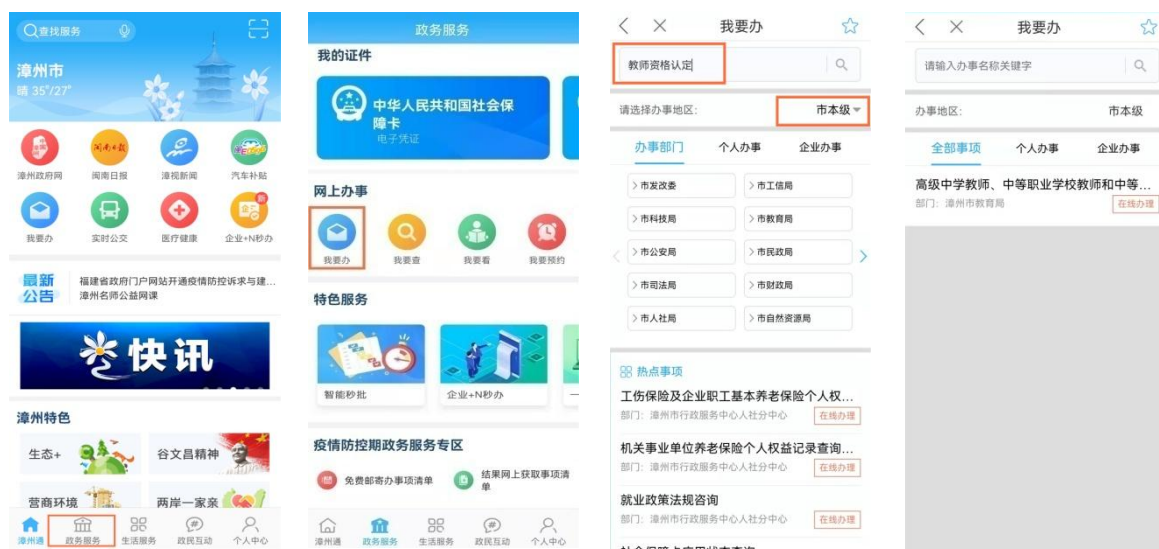 查找服务
漳州市
晴 35°/27°
漳州政府网
闽南日报
漳视新闻
汽车补贴
我要办
实时公交
医疗健康
企业+N秒办
最新
公告
福建省政府门户网站开通疫情防控诉求与建...
漳州名师公益网课
快讯
漳州特色
生态+
谷文昌精神
营商环境
两岸一家亲
漳州通
政务服务
生活服务
政民互动
个人中心
政务服务
我的证件
中华人民共和国社会保
障卡
电子凭证
网上办事
我要办
我要查
我要看
我要预约
特色服务
智能秒批
企业+N秒办
一
疫情防控期政务服务专区
免费邮寄办事项清单
结果网上获取事项清
单
漳州通
政务服务
生活服务
政民互动
个人中心
我要办
教师资格认定
请选择办事地区:
市本级
办事部门
个人办事
企业办事
市发改委
市工信局
市科技局
市教育局
市公安局
市民政局
市司法局
市财政局
市人社局
市自然资源局
热点事项
工伤保险及企业职工基本养老保险个人权...
部门: 漳州市行政服务中心人社分中心
在线办理
机关事业单位养老保险个人权益记录查询...
部门: 漳州市行政服务中心人社分中心
在线办理
就业政策法规咨询
部门: 漳州市行政服务中心人社分中心
在线办理
我要办
请输入办事名称关键字
办事地区:
市本级
全部事项
个人办事
企业办事
高级中学教师、中等职业学校教师和中等...
部门: 漳州市教育局
在线办理